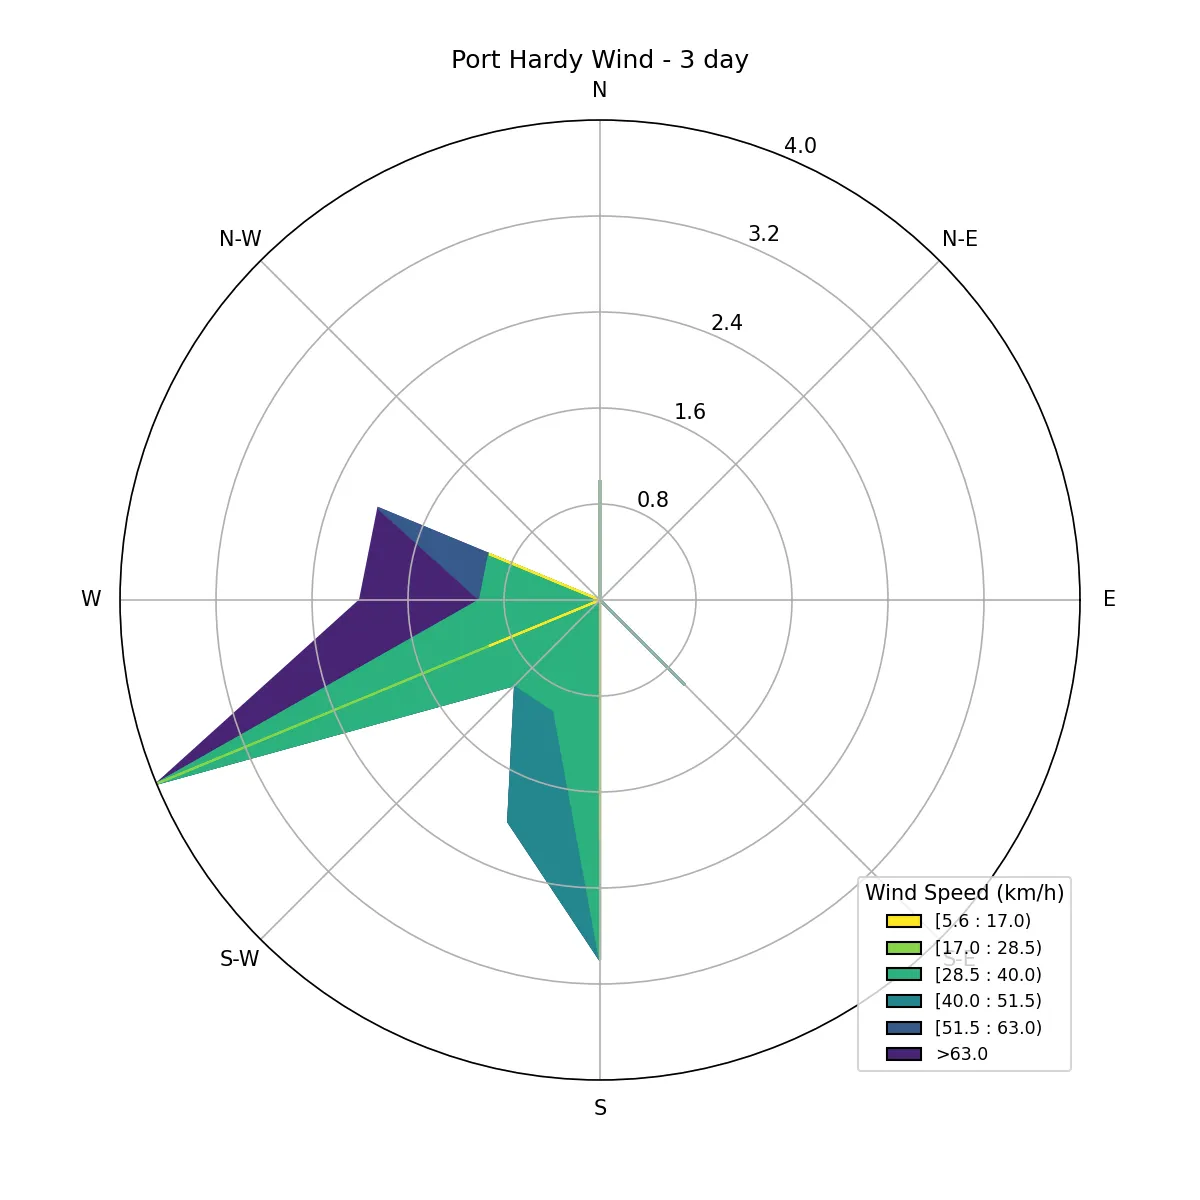 Port Hardy Wind - 3 day
N
4.0
N-W
3.2
N-E
2.4
1.6
0.8
W
E
S-W
S-E
Wind Speed (km/h)
[5.6 : 17.0)
[17.0 : 28.5)
[28.5 : 40.0)
[40.0 : 51.5)
[51.5 : 63.0)
>63.0
S